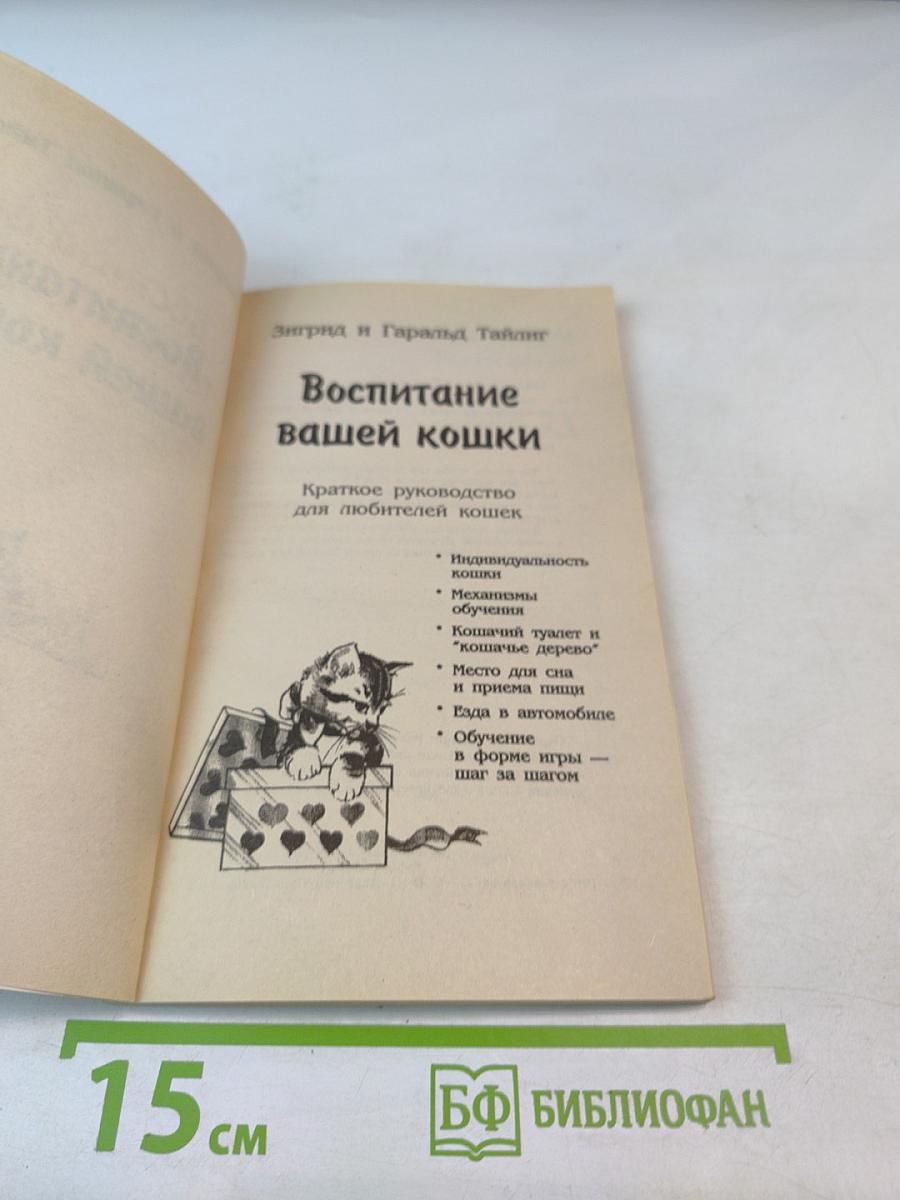 Зигрид и Гаральд Тайлиг
Воспитание
вашей кошки
Краткое руководство
для любителей кошек
* Индивидуальность
кошки
* Механизмы
обучения
* Кошачий туалет и
"кошачье дерево"
* Место для сна
и приема пищи
* Езда в автомобиле
* Обучение
в форме игры —
шаг за шагом
15 см
БФ БИБЛИОФАН